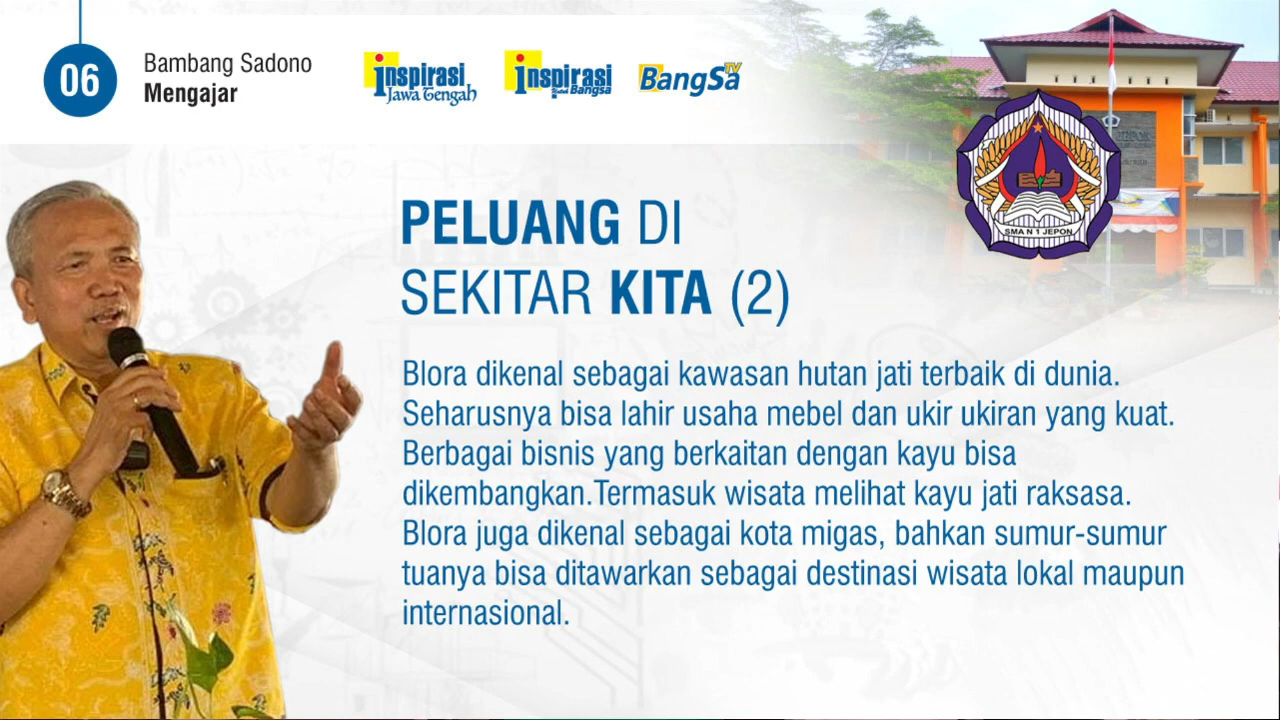 06
Bambang Sadono
Mengajar
inspirasi
Jawa Tengah
inspirasi
Untuk Bangsa
BangSa TV
JEPON
SMA N 1 JEPON
PELUANG DI
SEKITAR KITA (2)
Blora dikenal sebagai kawasan hutan jati terbaik di dunia.
Seharusnya bisa lahir usaha mebel dan ukir ukiran yang kuat.
Berbagai bisnis yang berkaitan dengan kayu bisa
dikembangkan.Termasuk wisata melihat kayu jati raksasa.
Blora juga dikenal sebagai kota migas, bahkan sumur-sumur
tuanya bisa ditawarkan sebagai destinasi wisata lokal maupun
internasional.